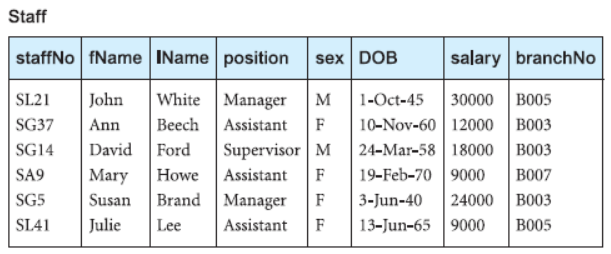 Staff
staffNo fName lName position sex DOB salary branchNo
SL21 John White Manager M 1-Oct-45 30000 B005
SG37 Ann Beech Assistant F 10-Nov-60 12000 B003
SG14 David Ford Supervisor M 24-Mar-58 18000 B003
SA9 Mary Howe Assistant F 19-Feb-70 9000 B007
SG5 Susan Brand Manager F 3-Jun-40 24000 B003
SL41 Julie Lee Assistant F 13-Jun-65 9000 B005